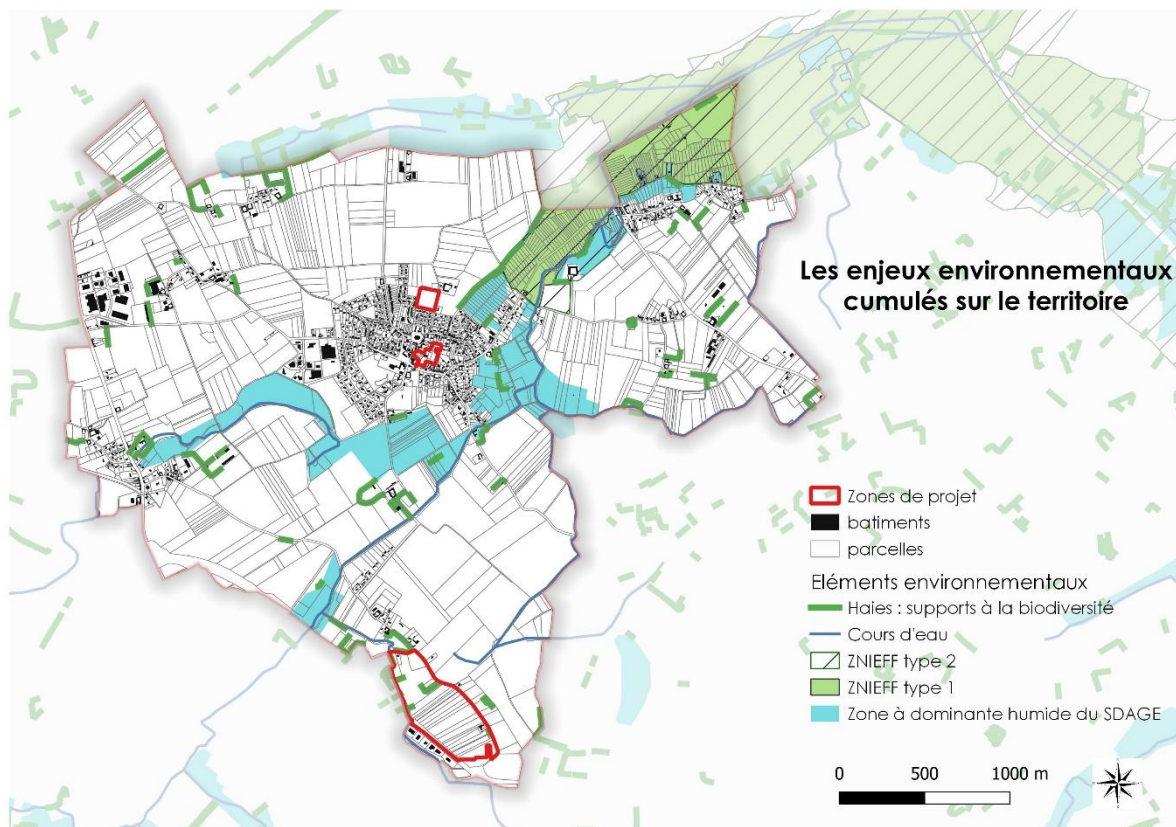 Les enjeux environnementaux
cumulés sur le territoire
Zones de projet
batiments
parcelles
Eléments environnementaux
Haies : supports à la biodiversité
Cours d'eau
ZNIEFF type 2
ZNIEFF type 1
Zone à dominante humide du SDAGE
0 500 1000 m